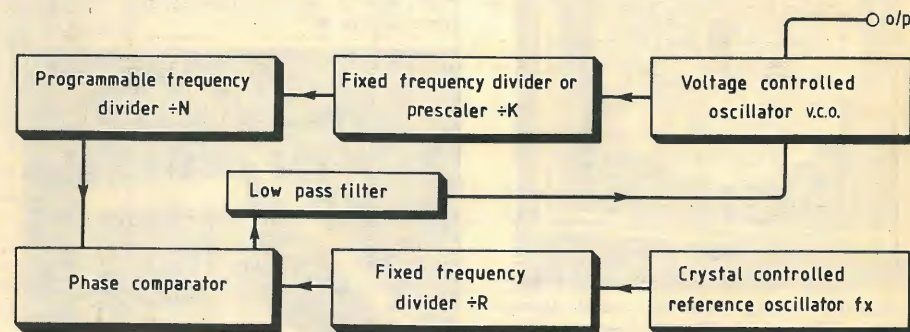 o/p
Programmable frequency
divider ÷N
Fixed frequency divider or
prescaler ÷K
Voltage controlled
oscillator v.c.o.
Low pass filter
Phase comparator
Fixed frequency
divider ÷R
Crystal controlled
reference oscillator fx